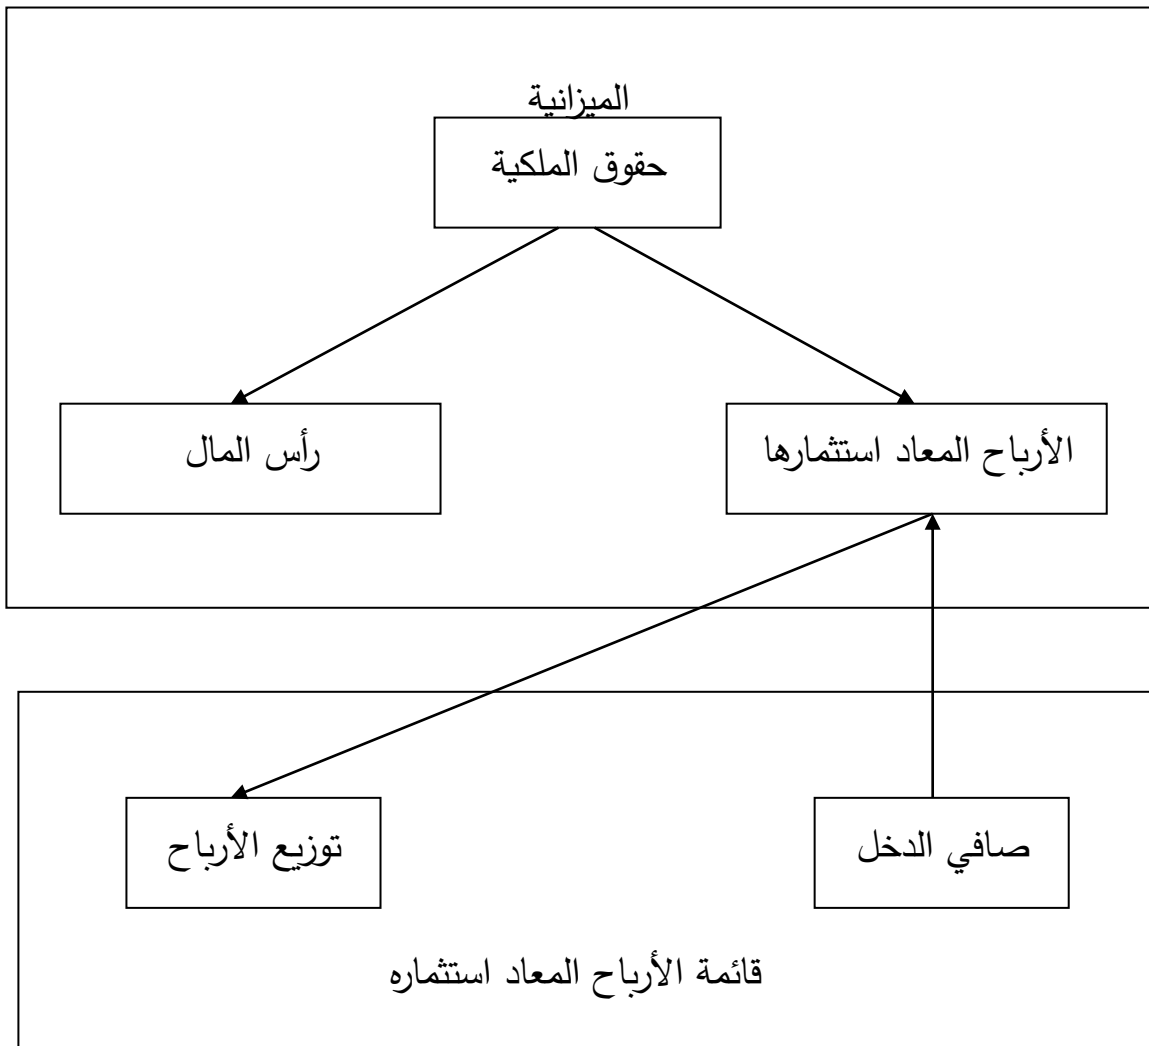 الميزانية
حقوق الملكية
الأرباح المعاد استثمارها
رأس المال
صافي الدخل
توزيع الأرباح
قائمة الأرباح المعاد استثماره